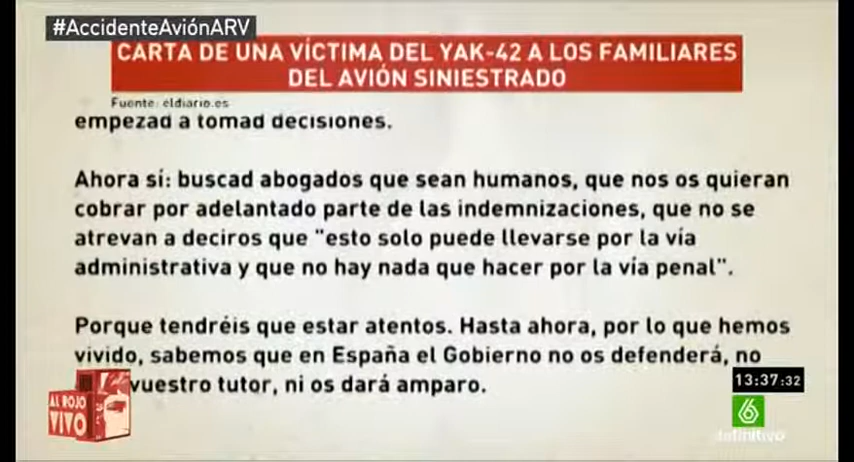 #AccidenteAviónARV
CARTA DE UNA VÍCTIMA DEL YAK-42 A LOS FAMILIARES
DEL AVIÓN SINIESTRADO
Fuente: eldiario.es
empezad a tomad decisiones.
Ahora sí: buscad abogados que sean humanos, que nos os quieran
cobrar por adelantado parte de las indemnizaciones, que no se
atrevan a deciros que "esto solo puede llevarse por la vía
administrativa y que no hay nada que hacer por la vía penal".
Porque tendréis que estar atentos. Hasta ahora, por lo que hemos
vivido, sabemos que en España el Gobierno no os defenderá, no
vuestro tutor, ni os dará amparo.
AL ROJO
VIVO
13:37:32
6
definitivo